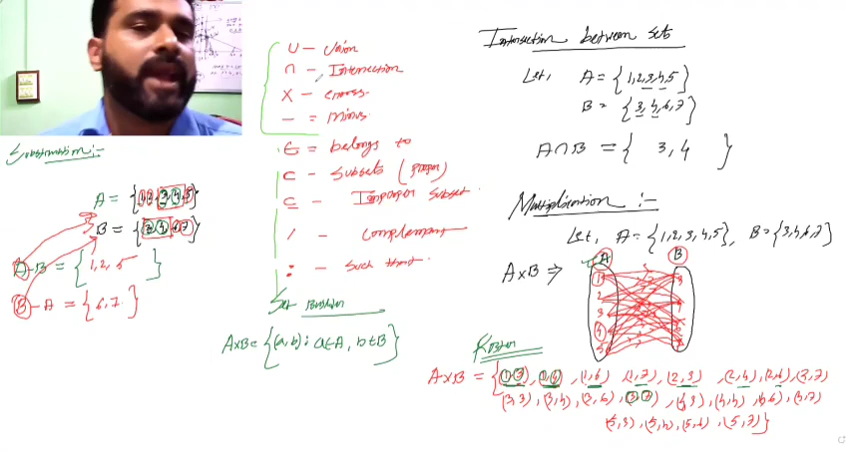 Substraction:-
A = {1,2,3,4,5}
B = {3,4,6,7}
A-B = {1,2,5}
B-A = {6,7}
U - Union
∩ - Intersection
X - cross
- = minus
∈ = belongs to
⊂ - Subsets (proper)
⊆ - Improper subset
/ - complement
: - Such that
AxB = {(a,b): a∈A, b∈B}
Intersection between sets
Let, A = {1,2,3,4,5}
B = {3,4,6,7}
A∩B = { 3,4 }
Multiplication :-
Let, A = {1,2,3,4,5}, B = {3,4,6,7}
AxB ⇒
A B
AxB = {(1,3), (1,4), (1,6), (1,7), (2,3), (2,4), (2,6), (2,7)
(3,3), (3,4), (3,6), (3,7), (4,3), (4,4), (4,6), (4,7)
(5,3), (5,4), (5,6), (5,7)}